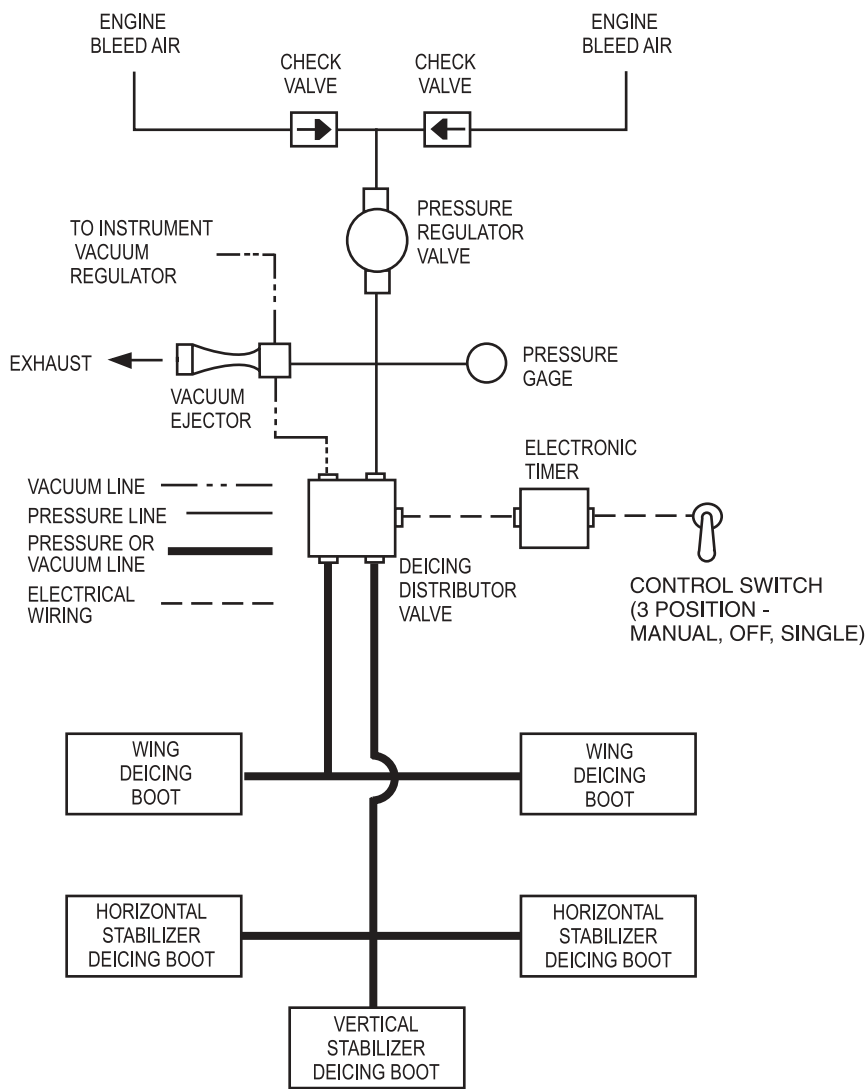 ENGINE
BLEED AIR
ENGINE
BLEED AIR
CHECK
VALVE
CHECK
VALVE
PRESSURE
REGULATOR
VALVE
TO INSTRUMENT
VACUUM
REGULATOR
EXHAUST
VACUUM
EJECTOR
PRESSURE
GAGE
ELECTRONIC
TIMER
VACUUM LINE
PRESSURE LINE
PRESSURE OR
VACUUM LINE
ELECTRICAL
WIRING
DEICING
DISTRIBUTOR
VALVE
CONTROL SWITCH
(3 POSITION -
MANUAL, OFF, SINGLE)
WING
DEICING
BOOT
WING
DEICING
BOOT
HORIZONTAL
STABILIZER
DEICING BOOT
HORIZONTAL
STABILIZER
DEICING BOOT
VERTICAL
STABILIZER
DEICING BOOT